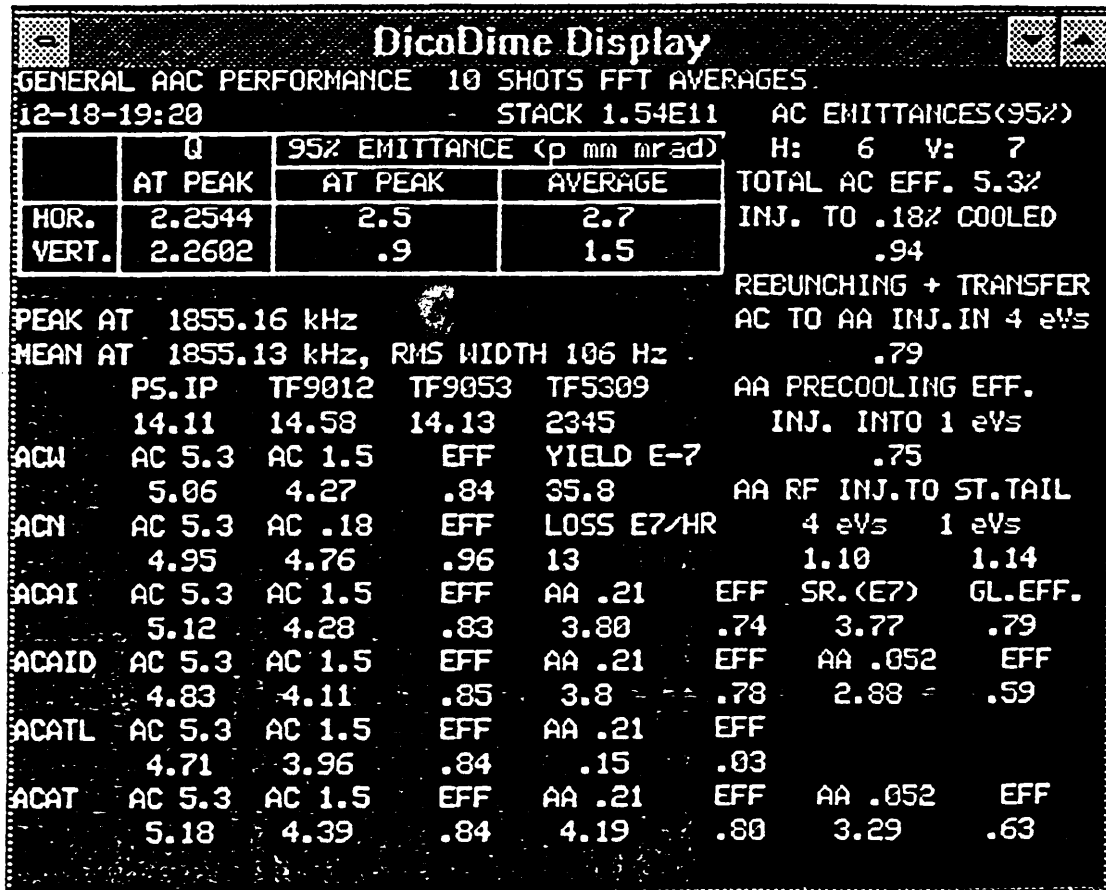 DicoDime Display
GENERAL AAC PERFORMANCE 10 SHOTS FFT AVERAGES.
12-18-19:20 STACK 1.54E11 AC EMITTANCES(95%)
Q 95% EMITTANCE (p mm mrad) H: 6 V: 7
AT PEAK AT PEAK AVERAGE TOTAL AC EFF. 5.3%
HOR. 2.2544 2.5 2.7 INJ. TO .18% COOLED
VERT. 2.2602 .9 1.5 .94
REBUNCHING + TRANSFER
PEAK AT 1855.16 kHz AC TO AA INJ.IN 4 eVs
MEAN AT 1855.13 kHz, RMS WIDTH 106 Hz .79
PS.IP TF9012 TF9053 TF5309 AA PRECOOLING EFF.
14.11 14.58 14.13 2345 INJ. INTO 1 eVs
ACW AC 5.3 AC 1.5 EFF YIELD E-7 .75
5.06 4.27 .84 35.8 AA RF INJ.TO ST.TAIL
ACN AC 5.3 AC .18 EFF LOSS E7/HR 4 eVs 1 eVs
4.95 4.76 .96 13 1.10 1.14
ACAI AC 5.3 AC 1.5 EFF AA .21 EFF SR.(E7) GL.EFF.
5.12 4.28 .83 3.80 .74 3.77 .79
ACAID AC 5.3 AC 1.5 EFF AA .21 EFF AA .052 EFF
4.83 4.11 .85 3.8 .78 2.88 .59
ACATL AC 5.3 AC 1.5 EFF AA .21 EFF
4.71 3.96 .84 .15 .03
ACAT AC 5.3 AC 1.5 EFF AA .21 EFF AA .052 EFF
5.18 4.39 .84 4.19 .80 3.29 .63